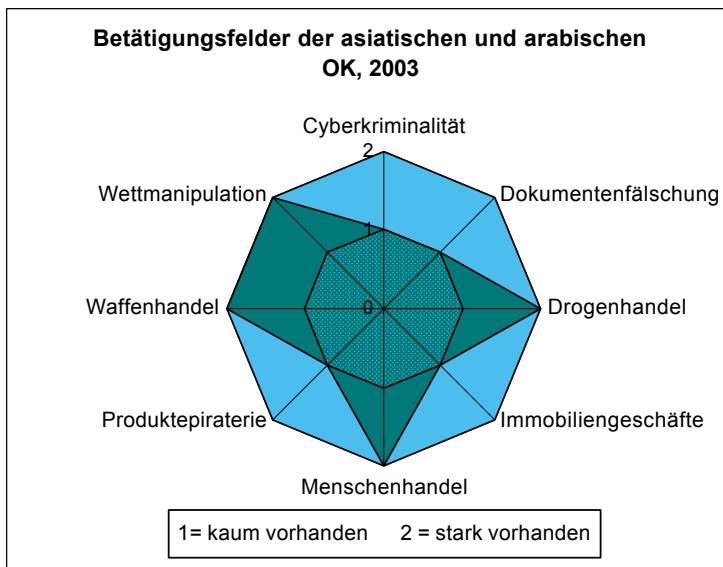 Betätigungsfelder der asiatischen und arabischen
OK, 2003
Cyberkriminalität
2
Wettmanipulation
Dokumentenfälschung
1
Waffenhandel
0
Drogenhandel
Produktepiraterie
Immobiliengeschäfte
Menschenhandel
1= kaum vorhanden 2 = stark vorhanden